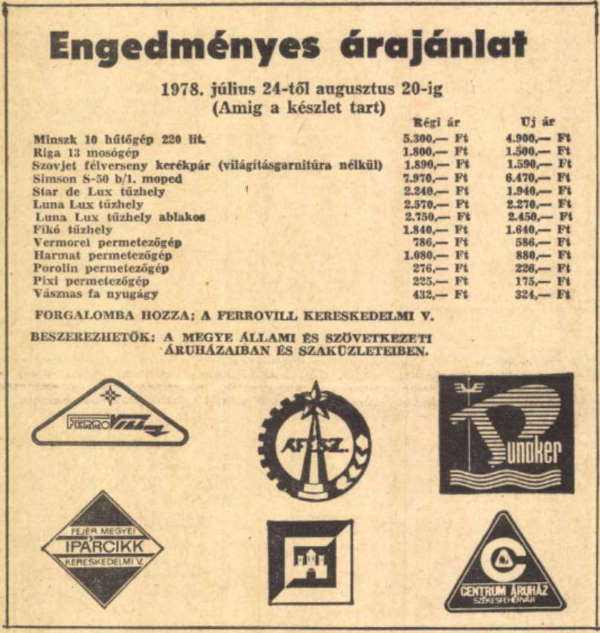 Engedményes árajánlat
1978. július 24-től augusztus 20-ig
(Amig a készlet tart)
Régi ár Uj ár
Minszk 10 hűtőgép 220 lit. 5.300,— Ft 4.900,— Ft
Riga 13 mosógép 1.800,— Ft 1.500,— Ft
Szovjet félverseny kerékpár (világításgarnitúra nélkül) 1.890,— Ft 1.590,— Ft
Simson S-50 b/1. moped 7.970,— Ft 6.470,— Ft
Star de Lux tűzhely 2.240,— Ft 1.940,— Ft
Luna Lux tűzhely 2.570,— Ft 2.270,— Ft
Luna Lux tűzhely ablakos 2.750,— Ft 2.450,— Ft
Fikó tűzhely 1.840,— Ft 1.640,— Ft
Vermorel permetezőgép 786,— Ft 586,— Ft
Harmat permetezőgép 1.080,— Ft 880,— Ft
Porolin permetezőgép 276,— Ft 226,— Ft
Pixi permetezőgép 225,— Ft 175,— Ft
Vásznas fa nyugágy 432,— Ft 324,— Ft
FORGALOMBA HOZZA; A FERROVILL KERESKEDELMI V.
BESZEREZHETŐK: A MEGYE ÁLLAMI ÉS SZÖVETKEZETI
ÁRUHÁZAIBAN ÉS SZAKÜZLETEIBEN.
FERROVILL
ÁFÉSZ.
Dunaker
FEJÉR MEGYEI
IPARCIKK
KERESKEDELMI V.
C
CENTRUM ÁRUHÁZ
SZÉKESFEHÉRVÁR